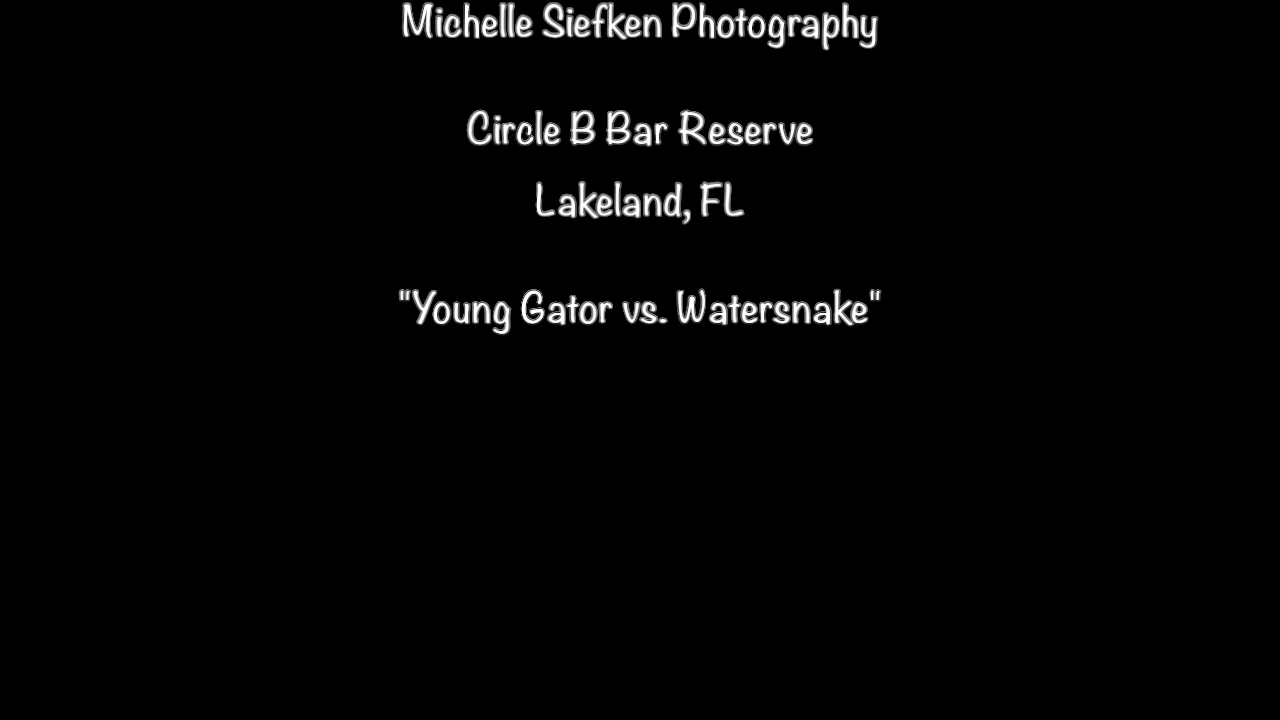 Michelle Siefken Photography
Circle B Bar Reserve
Lakeland, FL
"Young Gator vs. Watersnake"